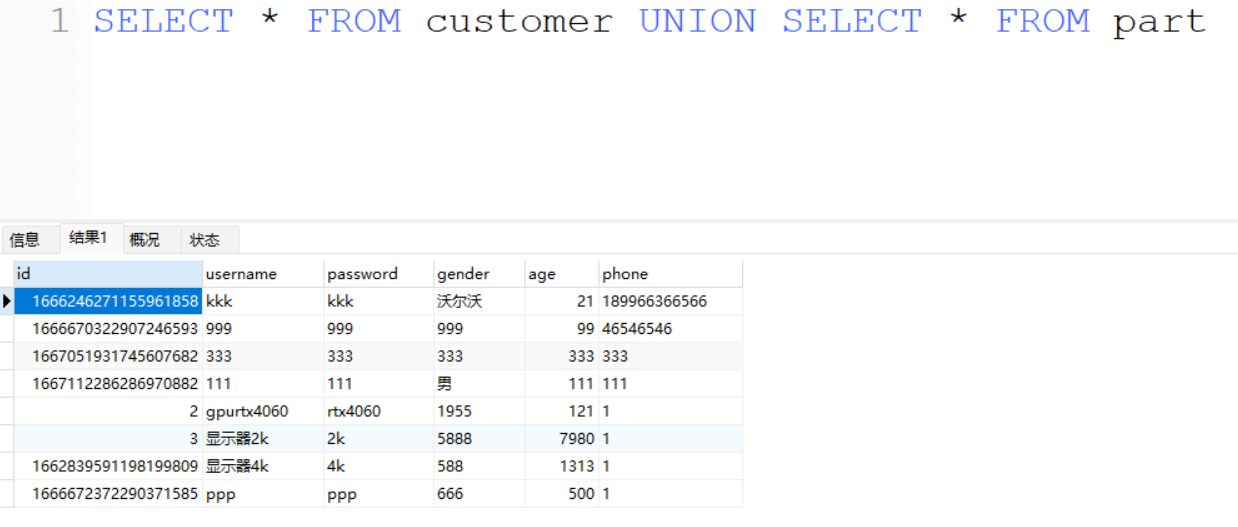 1 SELECT * FROM customer UNION SELECT * FROM part
信息 结果1 概况 状态
id username password gender age phone
1666246271155961858 kkk kkk 沃尔沃 21 189966366566
1666670322907246593 999 999 999 99 46546546
1667051931745607682 333 333 333 333 333
1667112286286970882 111 111 男 111 111
2 gpurtx4060 rtx4060 1955 121 1
3 显示器2k 2k 5888 7980 1
1662839591198199809 显示器4k 4k 588 1313 1
1666672372290371585 ppp ppp 666 500 1